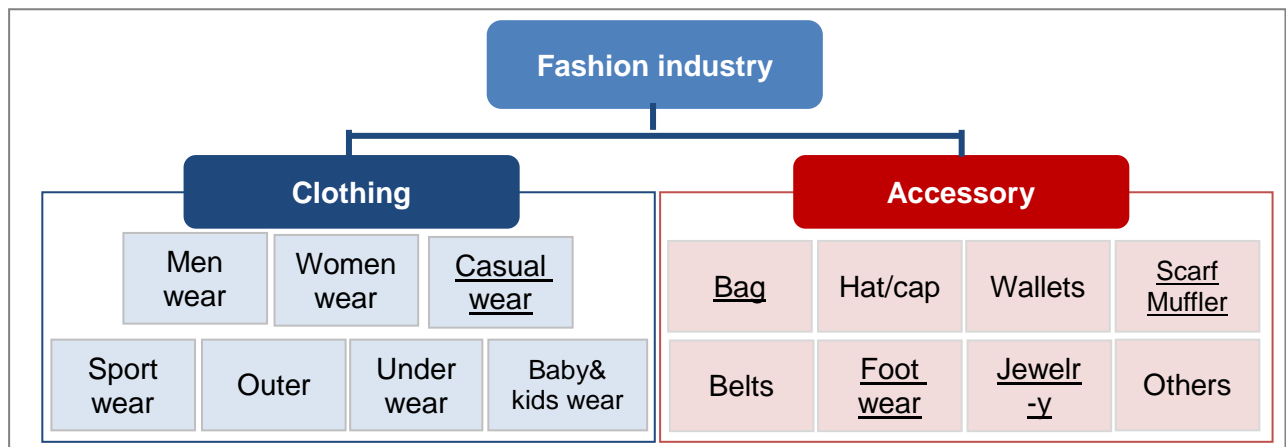 Fashion industry
Clothing
Accessory
Men
wear
Women
wear
Casual
wear
Sport
wear
Outer
Under
wear
Baby&
kids wear
Bag
Hat/cap
Wallets
Scarf
Muffler
Belts
Foot
wear
Jewelr
-y
Others